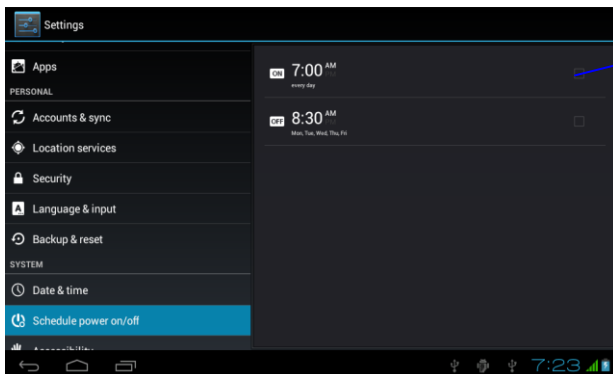 Settings
Apps
PERSONAL
Accounts & sync
Location services
Security
A Language & input
Backup & reset
SYSTEM
Date & time
Schedule power on/off
Accessibility
ON 7:00 AM
every day
OFF 8:30 AM
Mon, Tue, Wed, Thu, Fri
7:23